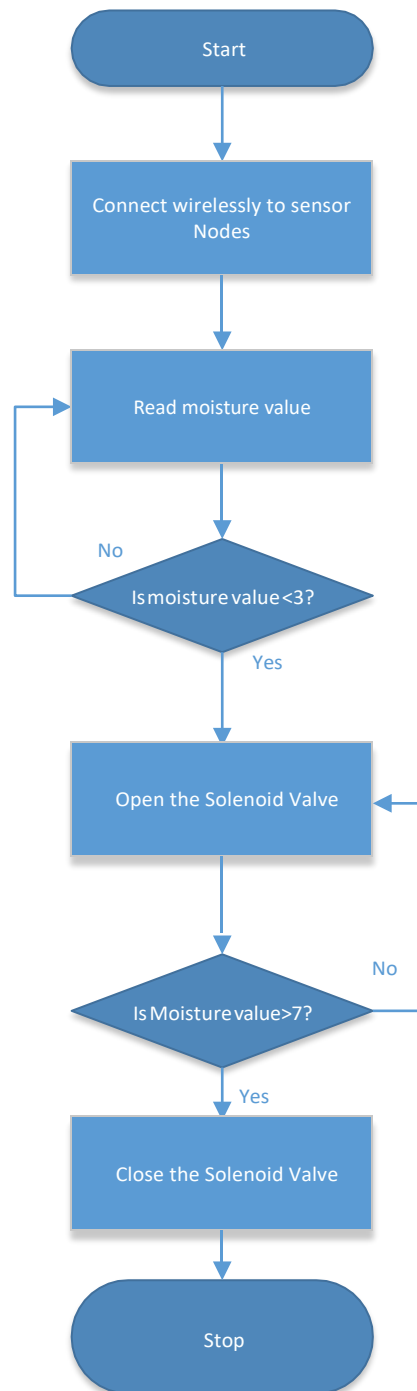 Start
Connect wirelessly to sensor
Nodes
Read moisture value
No
Is moisture value <3?
Yes
Open the Solenoid Valve
No
Is Moisture value>7?
Yes
Close the Solenoid Valve
Stop